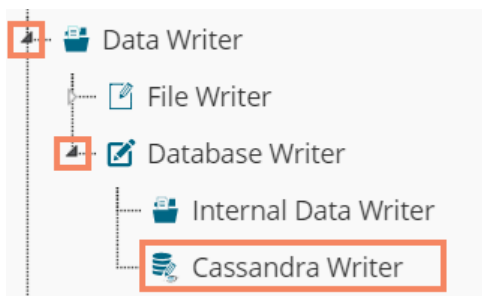 Data Writer
File Writer
Database Writer
Internal Data Writer
Cassandra Writer